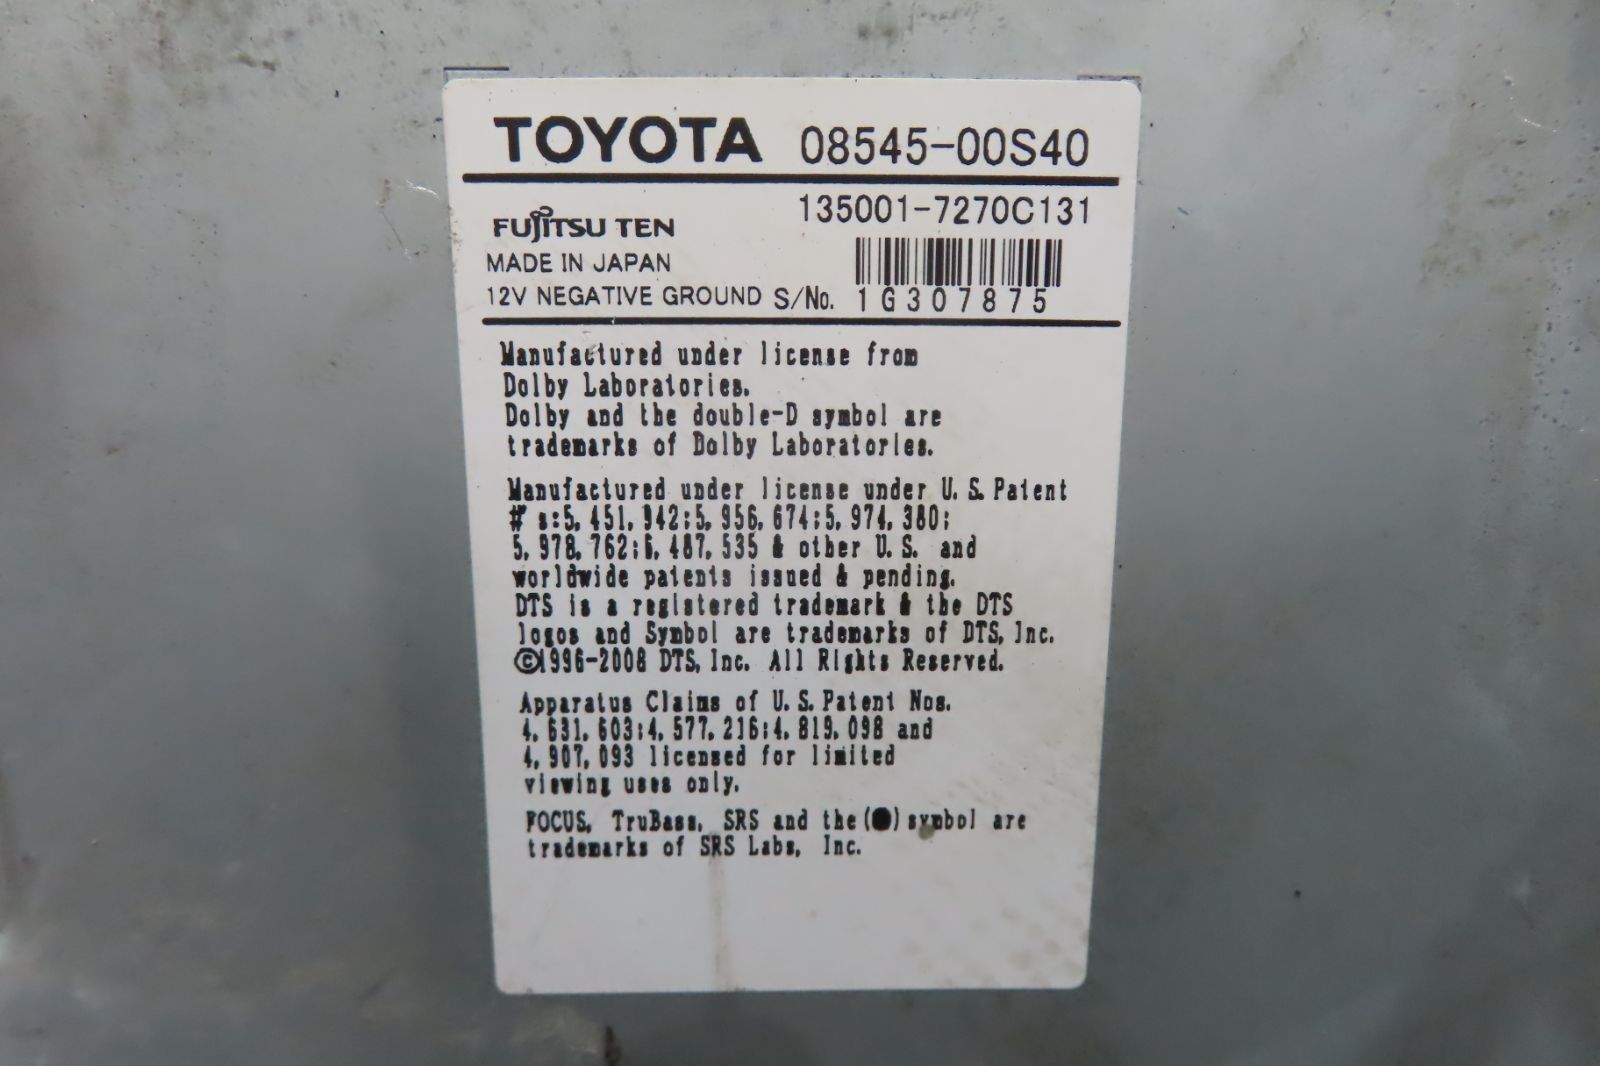 TOYOTA 08545-00S40
135001-7270C131
FUJITSU TEN
MADE IN JAPAN
12V NEGATIVE GROUND S/No. 1G307875
Manufactured under license from
Dolby Laboratories.
Dolby and the double-D symbol are
trademarks of Dolby Laboratories.
Manufactured under license under U.S. Patent
#'s:5,451,942;5,956,674;5,974,380;
5,978,762;6,487,535 & other U.S. and
worldwide patents issued & pending.
DTS is a registered trademark & the DTS
logos and Symbol are trademarks of DTS, Inc.
©1996-2008 DTS, Inc. All Rights Reserved.
Apparatus Claims of U.S. Patent Nos.
4,631,603;4,577,216;4,819,098 and
4,907,093 licensed for limited
viewing uses only.
FOCUS, TruBass, SRS and the (●) symbol are
trademarks of SRS Labs, Inc.